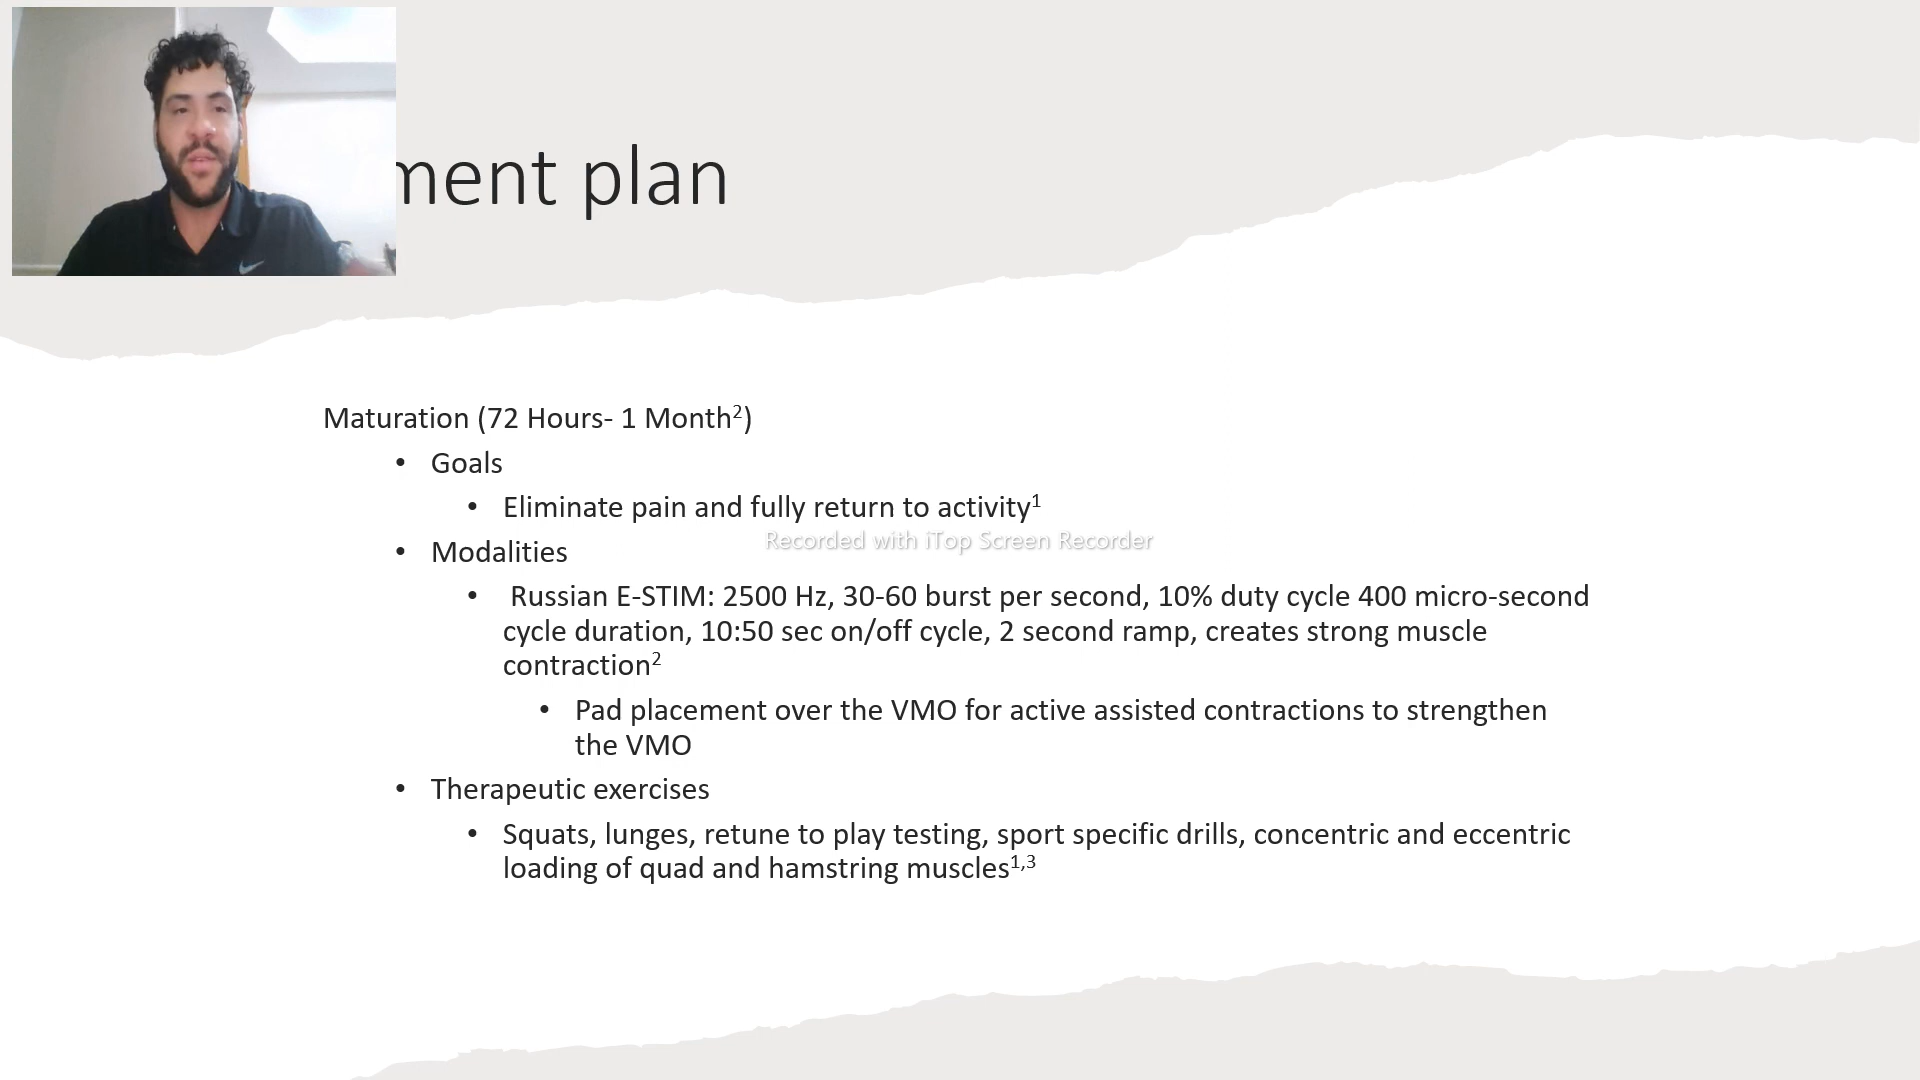 ment plan
Maturation (72 Hours- 1 Month²)
• Goals
• Eliminate pain and fully return to activity¹
Recorded with iTop Screen Recorder
• Modalities
• Russian E-STIM: 2500 Hz, 30-60 burst per second, 10% duty cycle 400 micro-second
cycle duration, 10:50 sec on/off cycle, 2 second ramp, creates strong muscle
contraction²
• Pad placement over the VMO for active assisted contractions to strengthen
the VMO
• Therapeutic exercises
• Squats, lunges, retune to play testing, sport specific drills, concentric and eccentric
loading of quad and hamstring muscles¹,³